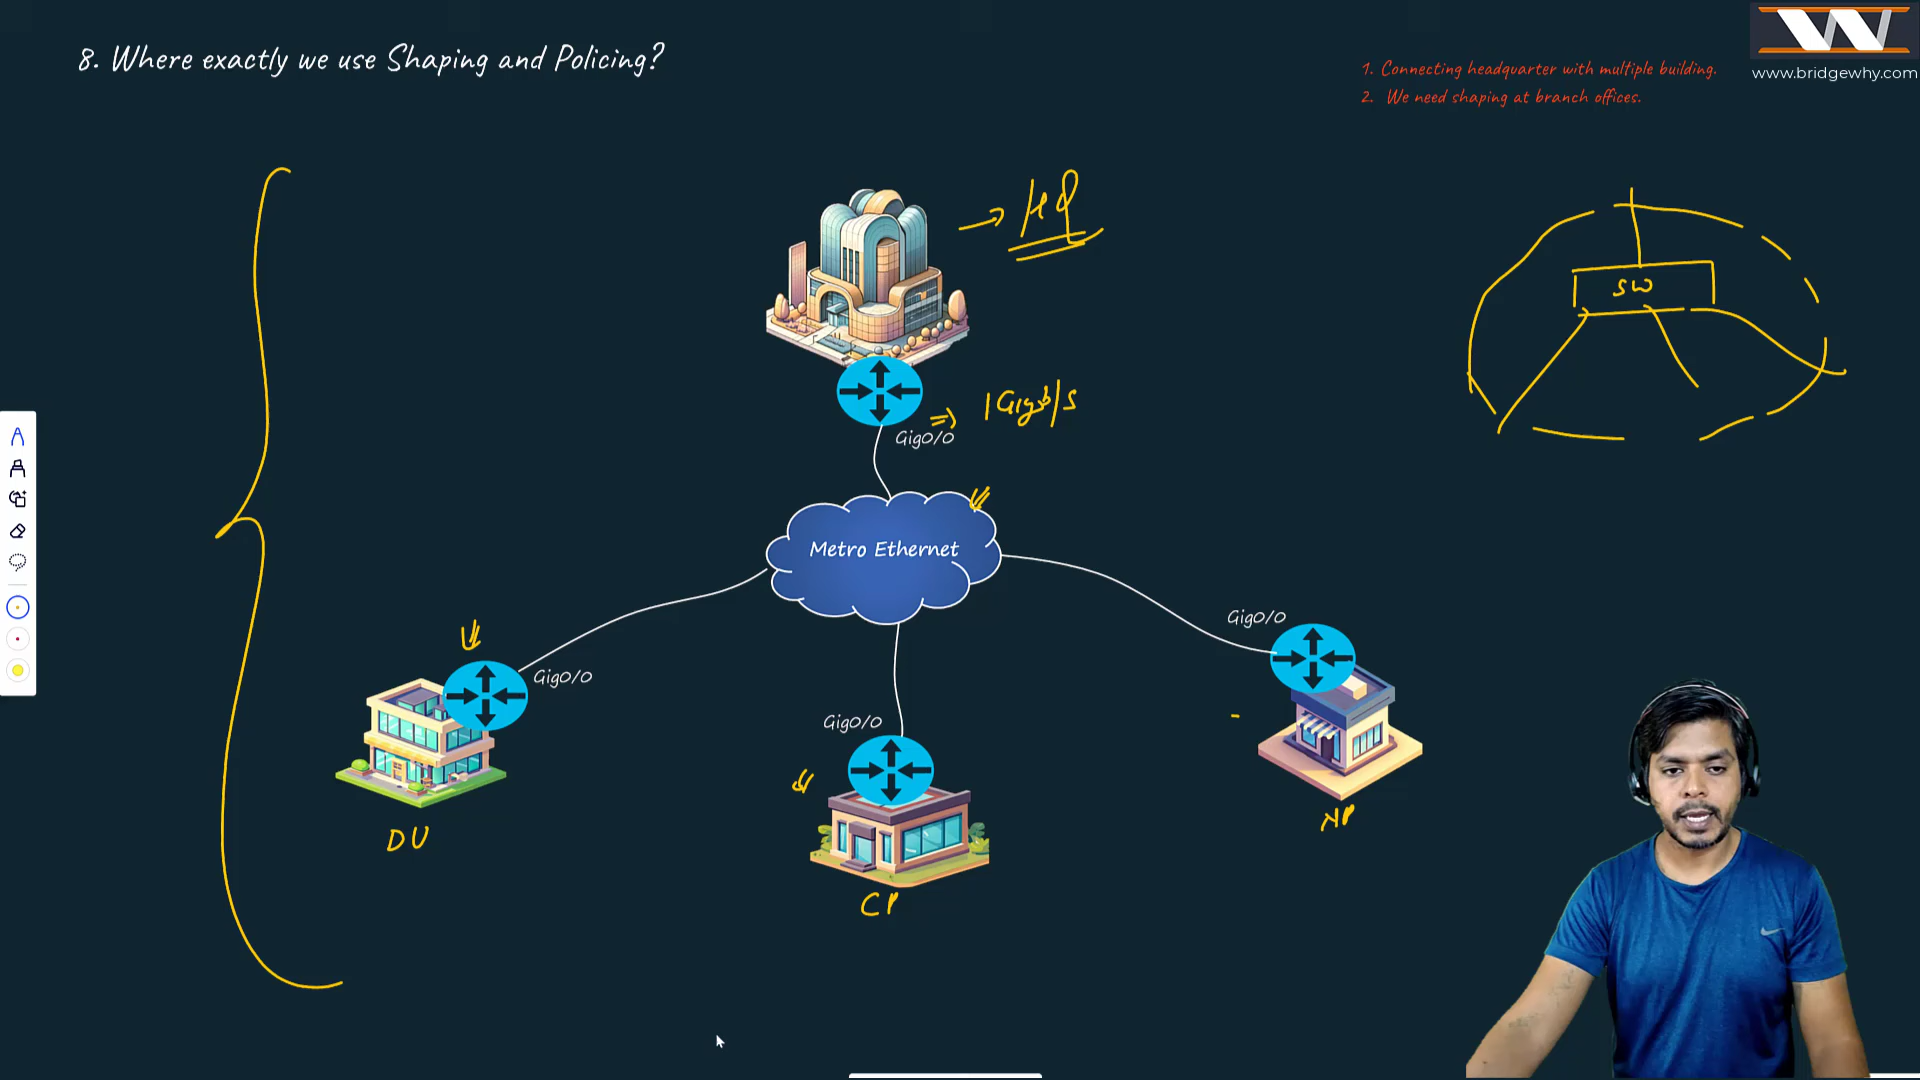 8. Where exactly we use Shaping and Policing?
1. Connecting headquarter with multiple building.
2. We need shaping at branch offices.
www.bridgewhy.com
HQ
SW
Gig0/0
Metro Ethernet
Gig0/0
Gig0/0
Gig0/0
DU
CP
NP